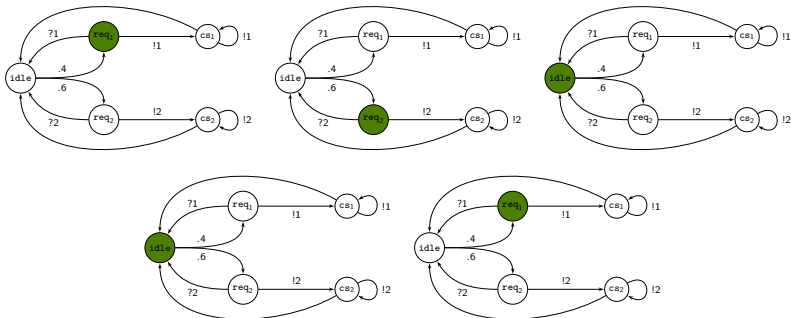 ?1 req₁ !1 cs₁ !1
idle .4 .6
?2 req₂ !2 cs₂ !2
?1 req₁ !1 cs₁ !1
idle .4 .6
?2 req₂ !2 cs₂ !2
?1 req₁ !1 cs₁ !1
idle .4 .6
?2 req₂ !2 cs₂ !2
?1 req₁ !1 cs₁ !1
idle .4 .6
?2 req₂ !2 cs₂ !2
?1 req₁ !1 cs₁ !1
idle .4 .6
?2 req₂ !2 cs₂ !2